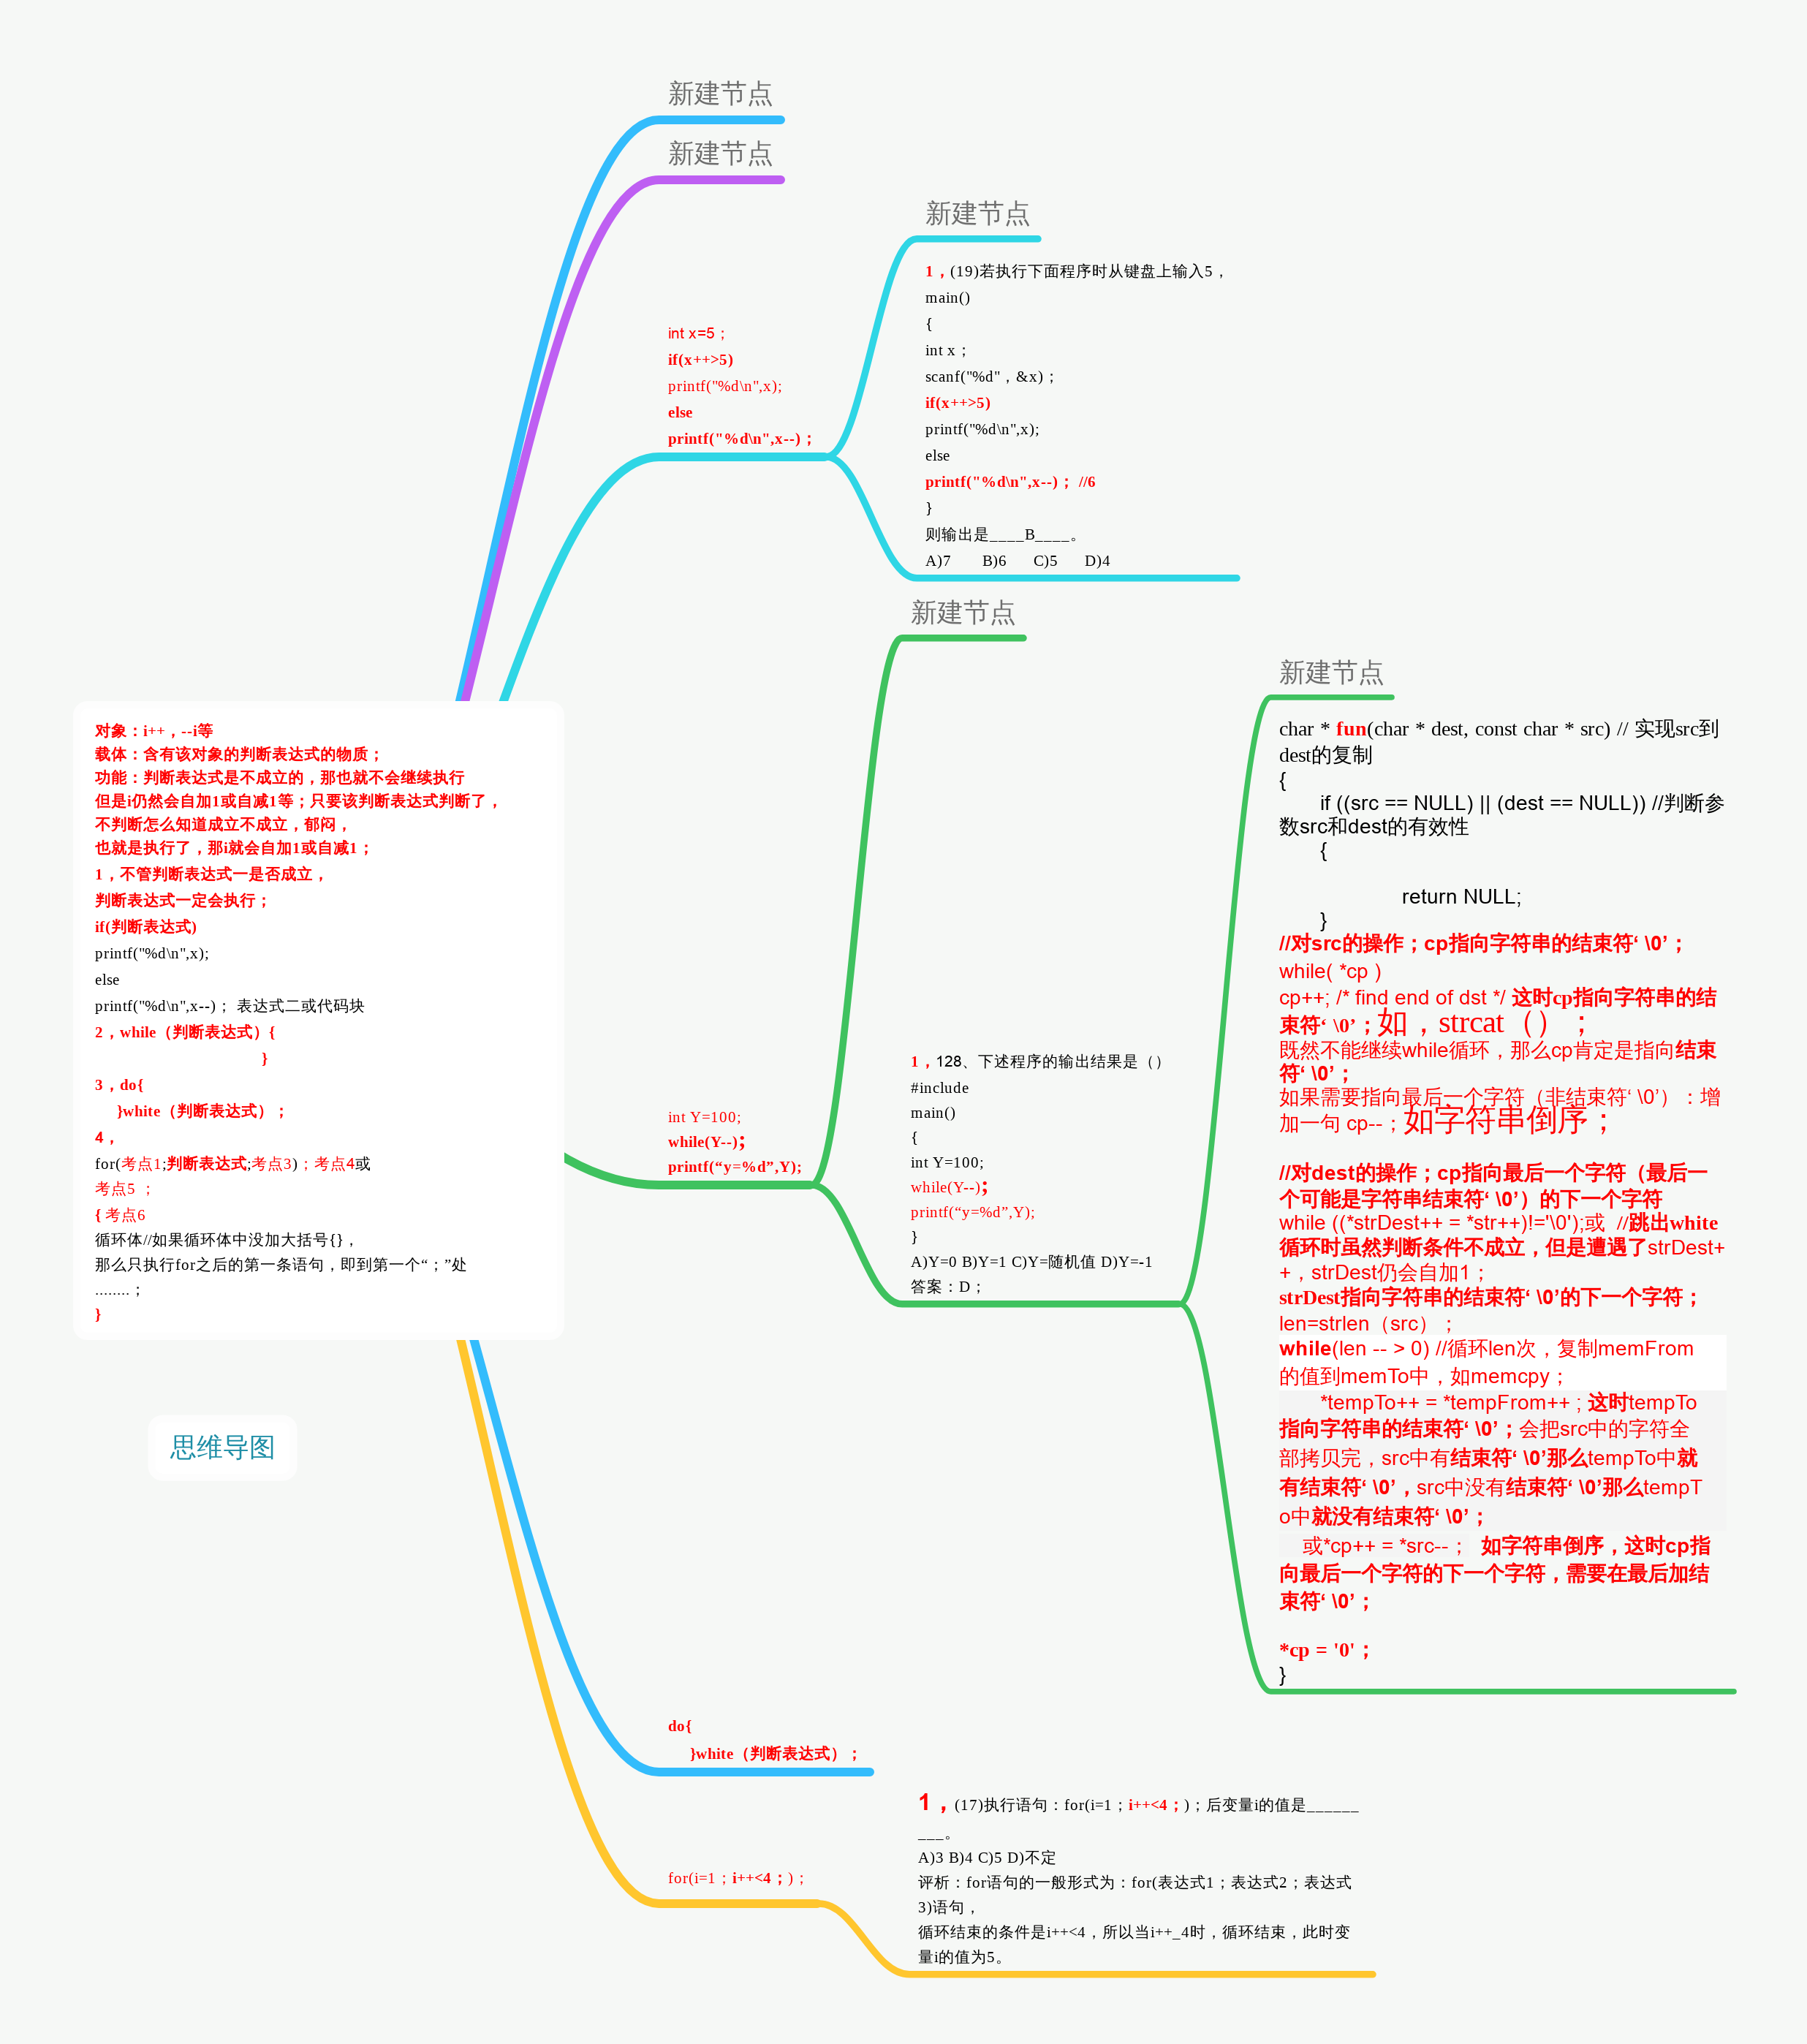 新建节点
新建节点
新建节点
1，(19)若执行下面程序时从键盘上输入5，
main()
{
int x；
scanf("%d"，&x)；
if(x++>5)
printf("%d\n",x);
else
printf("%d\n",x--)； //6
}
则输出是____B____。
A)7 B)6 C)5 D)4
int x=5；
if(x++>5)
printf("%d\n",x);
else
printf("%d\n",x--)；
新建节点
新建节点
对象：i++，--i等
载体：含有该对象的判断表达式的物质；
功能：判断表达式是不成立的，那也就不会继续执行
但是i仍然会自加1或自减1等；只要该判断表达式判断了，
不判断怎么知道成立不成立，郁闷，
也就是执行了，那i就会自加1或自减1；
1，不管判断表达式一是否成立，
判断表达式一定会执行；
if(判断表达式)
printf("%d\n",x);
else
printf("%d\n",x--)； 表达式二或代码块
2，while（判断表达式）{
}
3，do{
}white（判断表达式）；
4，
for(考点1;判断表达式;考点3)；考点4或
考点5 ；
{ 考点6
循环体//如果循环体中没加大括号{}，
那么只执行for之后的第一条语句，即到第一个“；”处
........；
}
int Y=100;
while(Y--);
printf(“y=%d”,Y);
1，128、下述程序的输出结果是（）
#include
main()
{
int Y=100;
while(Y--);
printf(“y=%d”,Y);
}
A)Y=0 B)Y=1 C)Y=随机值 D)Y=-1
答案：D；
char * fun(char * dest, const char * src) // 实现src到
dest的复制
{
if ((src == NULL) || (dest == NULL)) //判断参
数src和dest的有效性
{
return NULL;
}
//对src的操作；cp指向字符串的结束符‘ \0’；
while( *cp )
cp++; /* find end of dst */ 这时cp指向字符串的结
束符‘ \0’；如，strcat（）；
既然不能继续while循环，那么cp肯定是指向结束
符‘ \0’；
如果需要指向最后一个字符（非结束符‘ \0’）：增
加一句 cp--；如字符串倒序；
//对dest的操作；cp指向最后一个字符（最后一
个可能是字符串结束符‘ \0’）的下一个字符
while ((*strDest++ = *str++)!='\0');或 //跳出white
循环时虽然判断条件不成立，但是遭遇了strDest+
+，strDest仍会自加1；
strDest指向字符串的结束符‘ \0’的下一个字符；
len=strlen（src）；
while(len -- > 0) //循环len次，复制memFrom
的值到memTo中，如memcpy；
*tempTo++ = *tempFrom++ ; 这时tempTo
指向字符串的结束符‘ \0’；会把src中的字符全
部拷贝完，src中有结束符‘ \0’那么tempTo中就
有结束符‘ \0’，src中没有结束符‘ \0’那么tempT
o中就没有结束符‘ \0’；
或*cp++ = *src--； 如字符串倒序，这时cp指
向最后一个字符的下一个字符，需要在最后加结
束符‘ \0’；
*cp = '0'；
}
思维导图
do{
}white（判断表达式）；
for(i=1；i++<4；)；
1，(17)执行语句：for(i=1；i++<4；)；后变量i的值是______
___。
A)3 B)4 C)5 D)不定
评析：for语句的一般形式为：for(表达式1；表达式2；表达式
3)语句，
循环结束的条件是i++<4，所以当i++_4时，循环结束，此时变
量i的值为5。